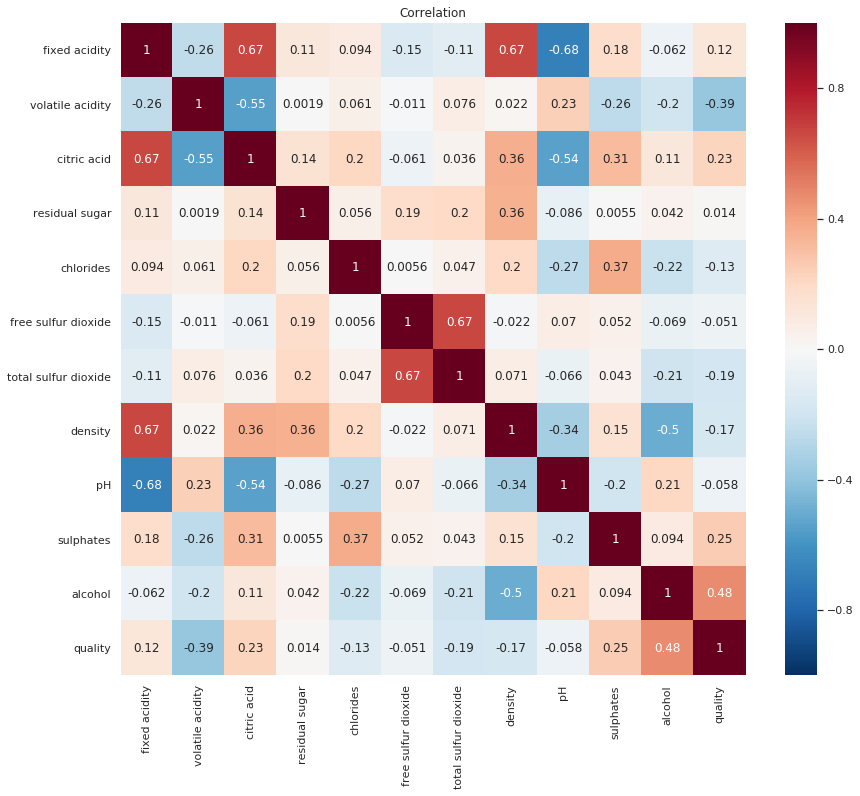 Correlation
fixed acidity 1 -0.26 0.67 0.11 0.094 -0.15 -0.11 0.67 -0.68 0.18 -0.062 0.12
volatile acidity -0.26 1 -0.55 0.0019 0.061 -0.011 0.076 0.022 0.23 -0.26 -0.2 -0.39
citric acid 0.67 -0.55 1 0.14 0.2 -0.061 0.036 0.36 -0.54 0.31 0.11 0.23
residual sugar 0.11 0.0019 0.14 1 0.056 0.19 0.2 0.36 -0.086 0.0055 0.042 0.014
chlorides 0.094 0.061 0.2 0.056 1 0.0056 0.047 0.2 -0.27 0.37 -0.22 -0.13
free sulfur dioxide -0.15 -0.011 -0.061 0.19 0.0056 1 0.67 -0.022 0.07 0.052 -0.069 -0.051
total sulfur dioxide -0.11 0.076 0.036 0.2 0.047 0.67 1 0.071 -0.066 0.043 -0.21 -0.19
density 0.67 0.022 0.36 0.36 0.2 -0.022 0.071 1 -0.34 0.15 -0.5 -0.17
pH -0.68 0.23 -0.54 -0.086 -0.27 0.07 -0.066 -0.34 1 -0.2 0.21 -0.058
sulphates 0.18 -0.26 0.31 0.0055 0.37 0.052 0.043 0.15 -0.2 1 0.094 0.25
alcohol -0.062 -0.2 0.11 0.042 -0.22 -0.069 -0.21 -0.5 0.21 0.094 1 0.48
quality 0.12 -0.39 0.23 0.014 -0.13 -0.051 -0.19 -0.17 -0.058 0.25 0.48 1
fixed acidity
volatile acidity
citric acid
residual sugar
chlorides
free sulfur dioxide
total sulfur dioxide
density
pH
sulphates
alcohol
quality
0.8
0.4
0.0
−0.4
−0.8